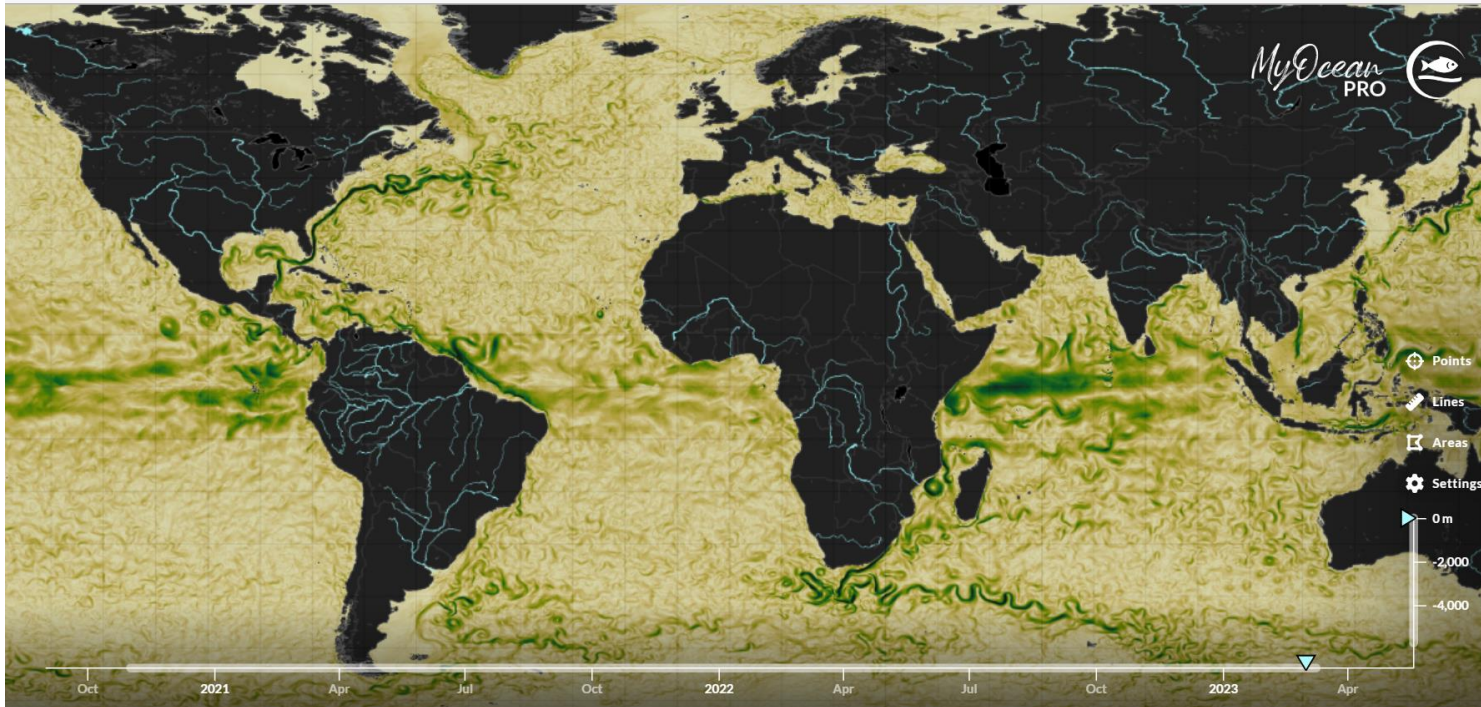 MyOcean
PRO
Points
Lines
Areas
Settings
0 m
-2,000
-4,000
Oct 2021 Apr Jul Oct 2022 Apr Jul Oct 2023 Apr